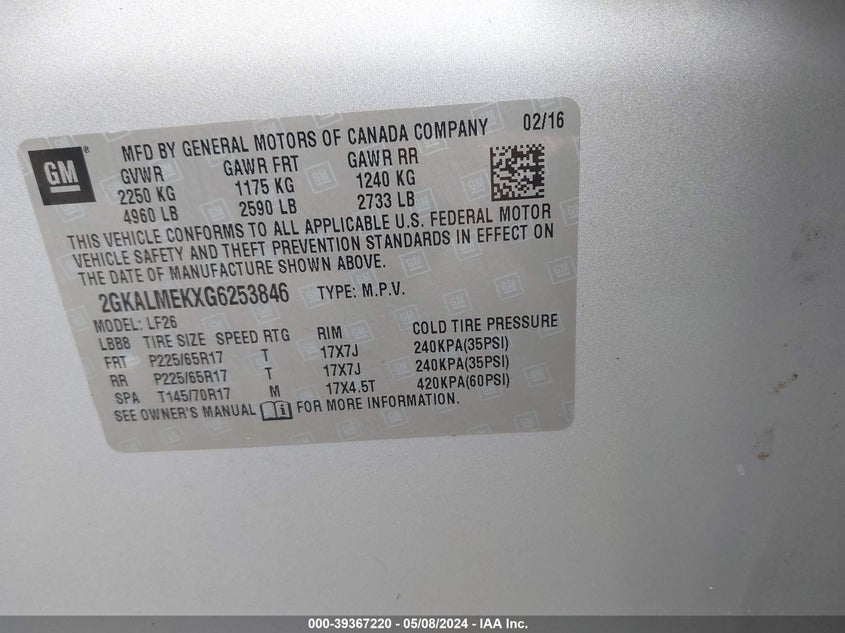 GM ® MFD BY GENERAL MOTORS OF CANADA COMPANY 02/16
GVWR GAWR FRT GAWR RR
2250 KG 1175 KG 1240 KG
4960 LB 2590 LB 2733 LB
THIS VEHICLE CONFORMS TO ALL APPLICABLE U.S. FEDERAL MOTOR
VEHICLE SAFETY AND THEFT PREVENTION STANDARDS IN EFFECT ON
THE DATE OF MANUFACTURE SHOWN ABOVE.
2GKALMEKXG6253846 TYPE: M.P.V.
MODEL: LF26
LBB8 TIRE SIZE SPEED RTG RIM COLD TIRE PRESSURE
FRT P225/65R17 T 17X7J 240KPA(35PSI)
RR P225/65R17 T 17X7J 240KPA(35PSI)
SPA T145/70R17 M 17X4.5T 420KPA(60PSI)
SEE OWNER'S MANUAL FOR MORE INFORMATION.
000-39367220 - 05/08/2024 - IAA Inc.